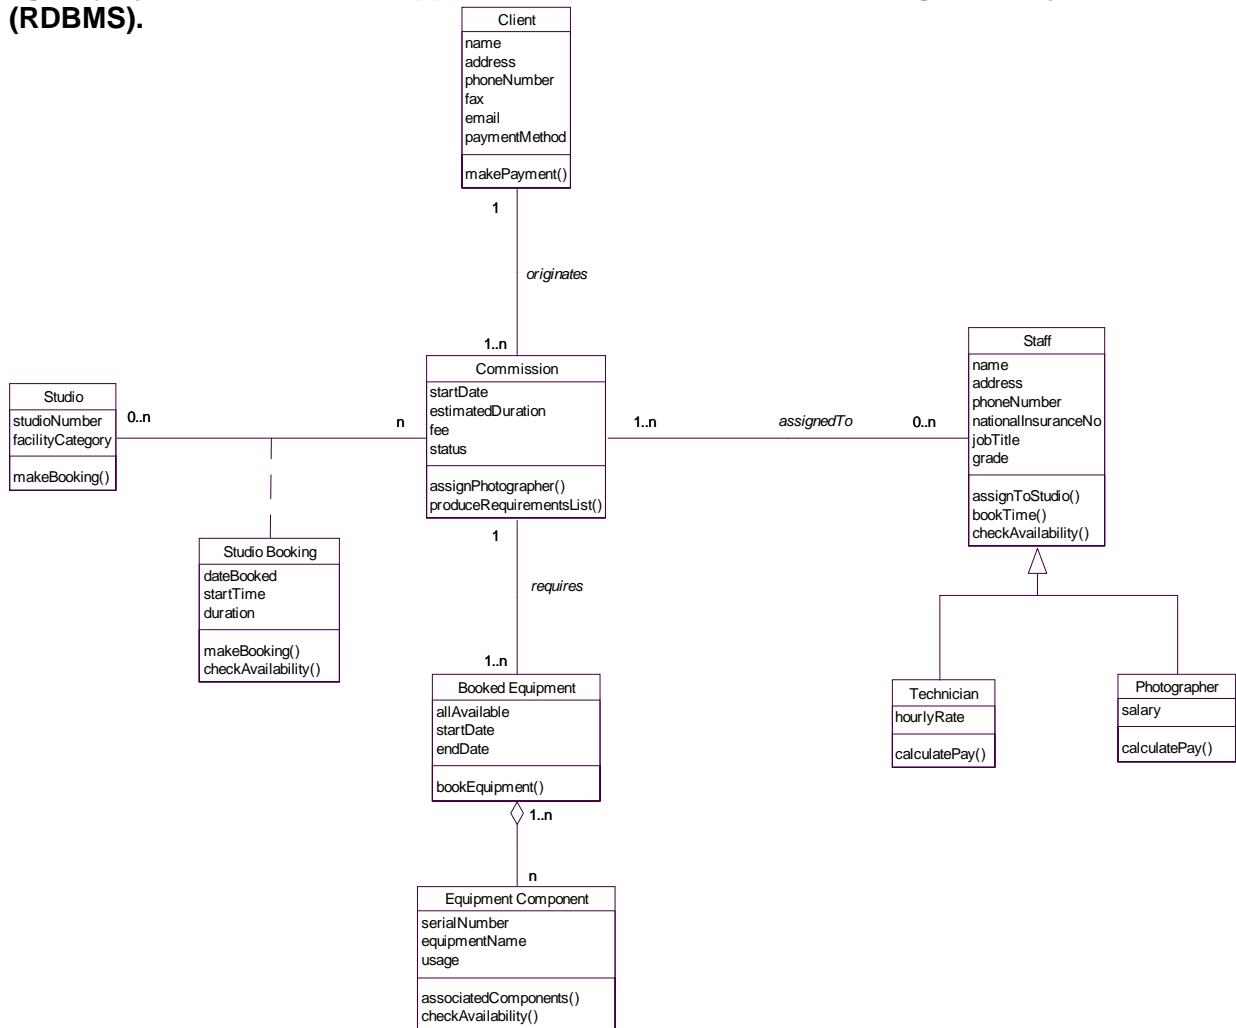 (RDBMS).
Client
name
address
phoneNumber
fax
email
paymentMethod
makePayment()
1
originates
1..n
Commission
startDate
estimatedDuration
fee
status
assignPhotographer()
produceRequirementsList()
Studio
studioNumber
facilityCategory
makeBooking()
0..n
n
1..n
assignedTo
0..n
Staff
name
address
phoneNumber
nationalInsuranceNo
jobTitle
grade
assignToStudio()
bookTime()
checkAvailability()
Studio Booking
dateBooked
startTime
duration
makeBooking()
checkAvailability()
1
requires
1..n
Booked Equipment
allAvailable
startDate
endDate
bookEquipment()
1..n
n
Technician
hourlyRate
calculatePay()
Photographer
salary
calculatePay()
Equipment Component
serialNumber
equipmentName
usage
associatedComponents()
checkAvailability()